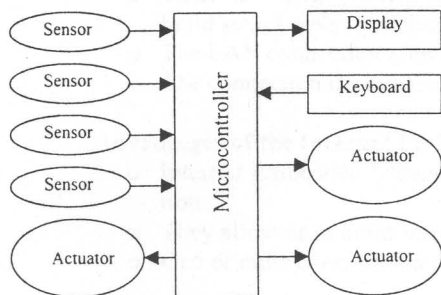 Sensor
Sensor
Sensor
Sensor
Actuator
Microcontroller
Display
Keyboard
Actuator
Actuator